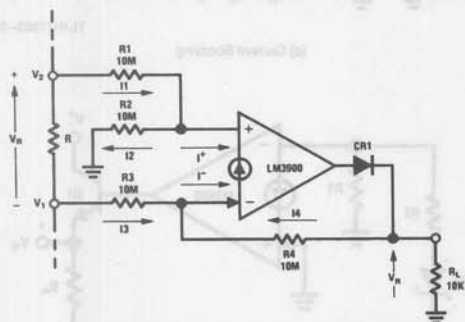 R1
10M
V2
I1
R2
10M
+
VR
R
I2
I+
I−
+
−
LM3900
CR1
R3
10M
V1
−
I3
I4
R4
10M
VR
RL
10K